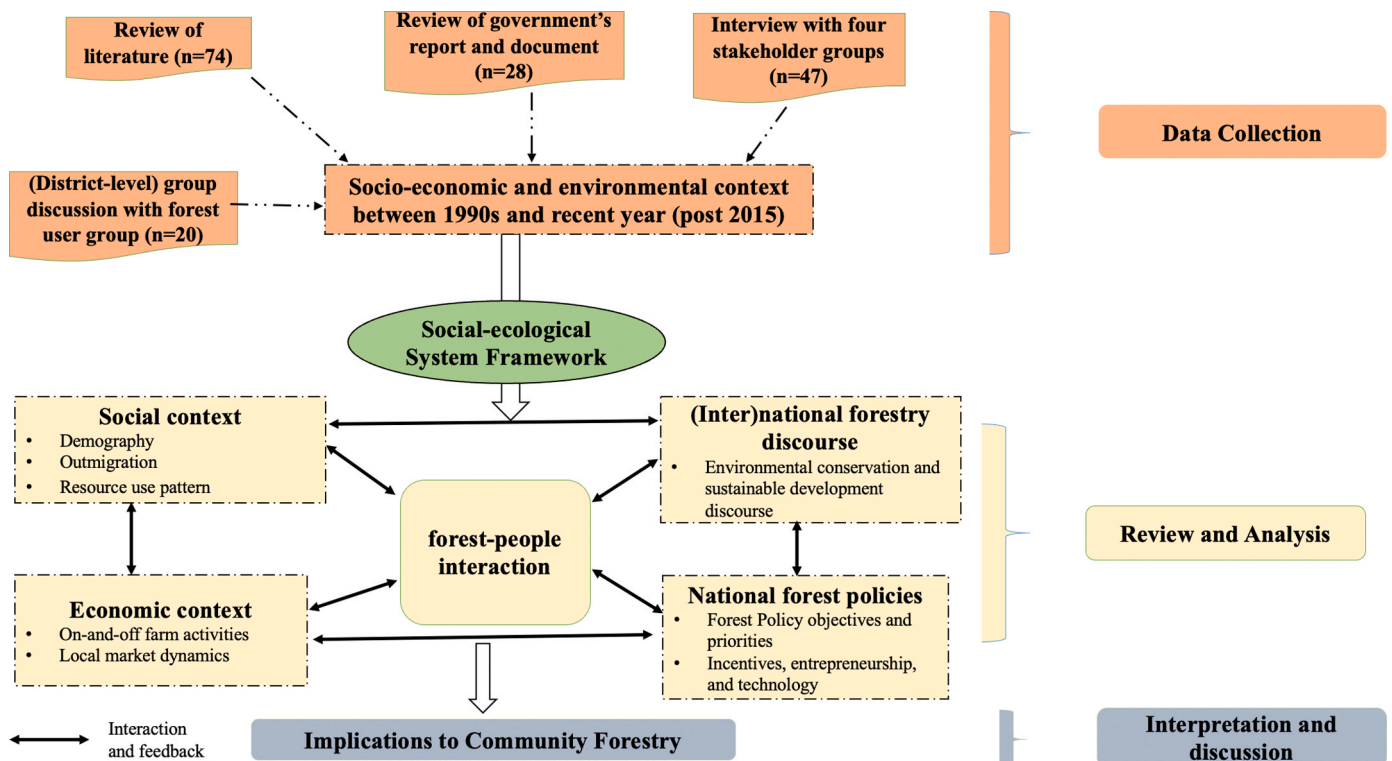 Review of
literature (n=74)
Review of government's
report and document
(n=28)
Interview with four
stakeholder groups
(n=47)
Data Collection
(District-level) group
discussion with forest
user group (n=20)
Socio-economic and environmental context
between 1990s and recent year (post 2015)
Social-ecological
System Framework
Social context
• Demography
• Outmigration
• Resource use pattern
(Inter)national forestry
discourse
• Environmental conservation and
sustainable development
discourse
forest-people
interaction
Review and Analysis
Economic context
• On-and-off farm activities
• Local market dynamics
National forest policies
• Forest Policy objectives and
priorities
• Incentives, entrepreneurship,
and technology
Interaction
and feedback
Implications to Community Forestry
Interpretation and
discussion